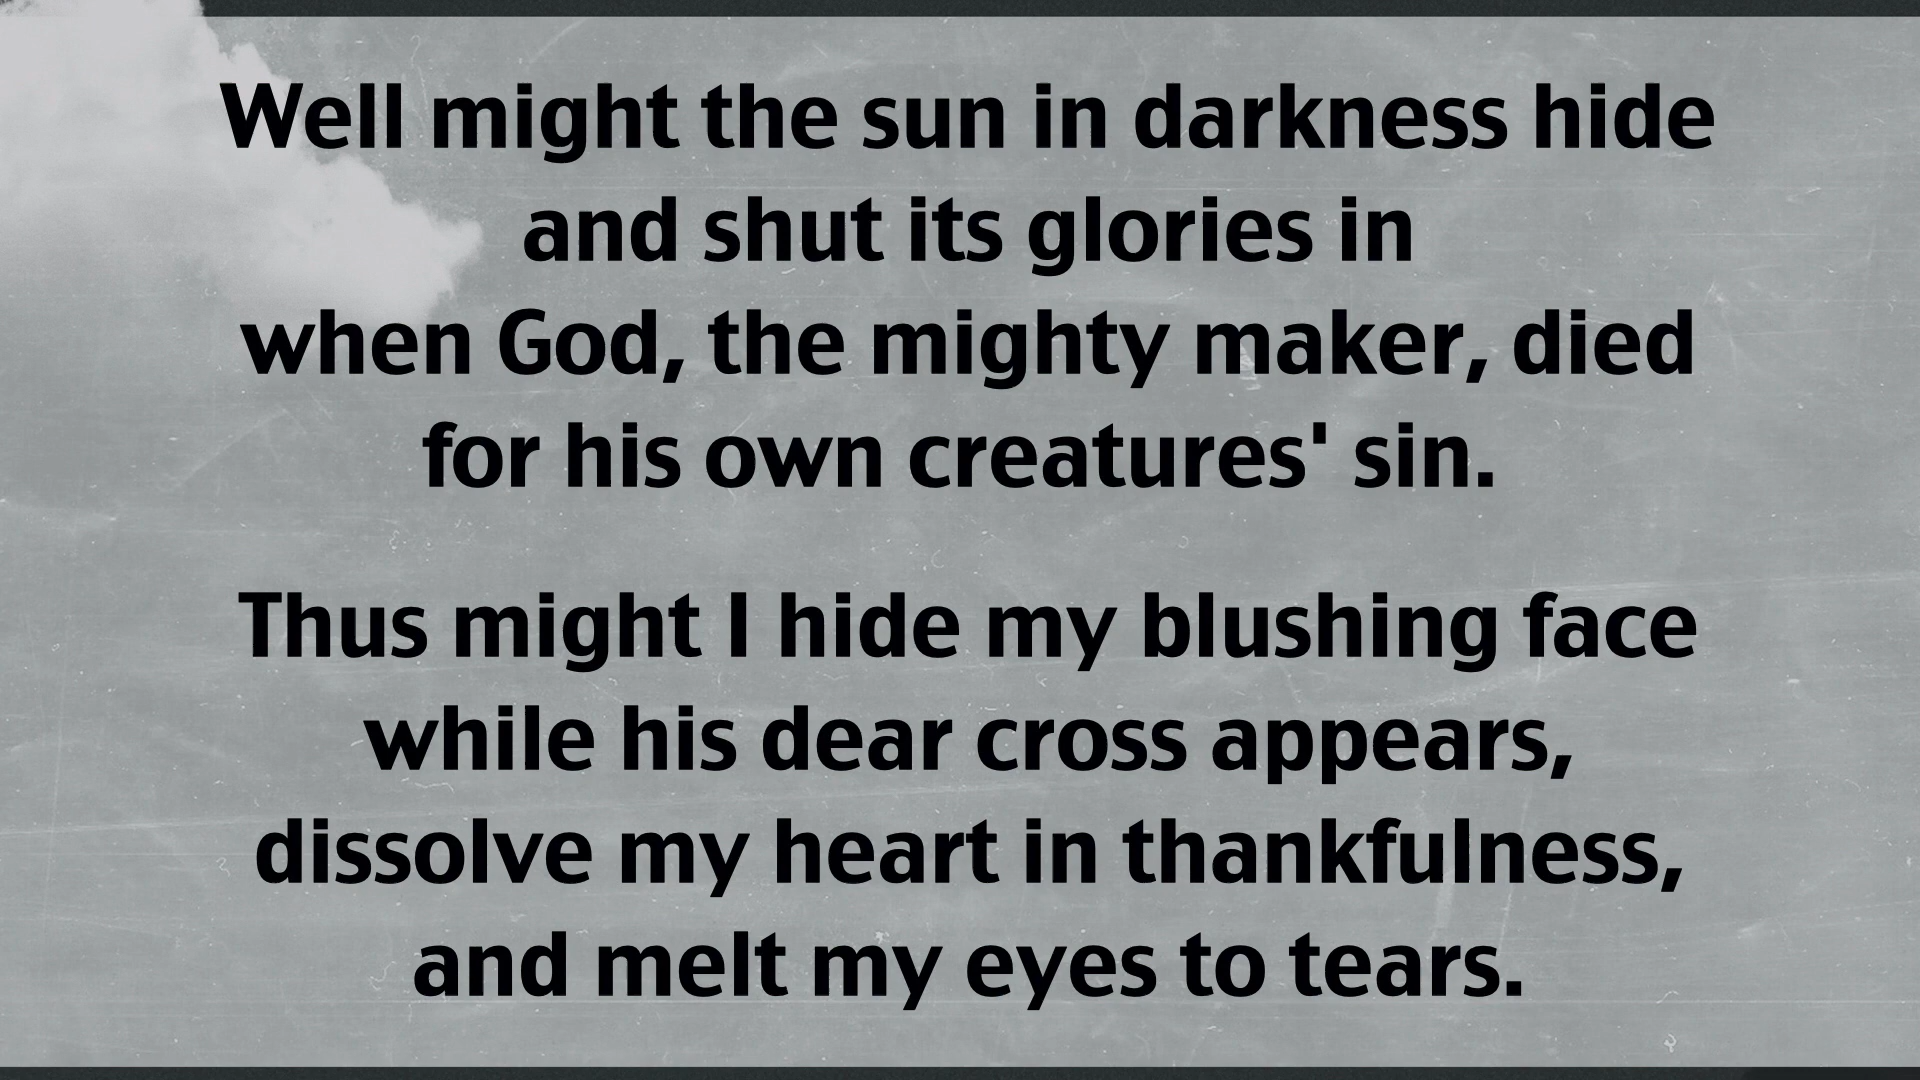 Well might the sun in darkness hide
and shut its glories in
when God, the mighty maker, died
for his own creatures' sin.
Thus might I hide my blushing face
while his dear cross appears,
dissolve my heart in thankfulness,
and melt my eyes to tears.